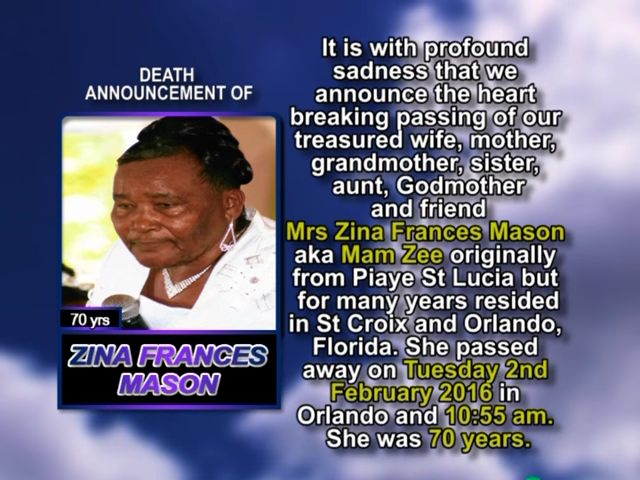 DEATH
ANNOUNCEMENT OF
70 yrs
ZINA FRANCES
MASON
It is with profound
sadness that we
announce the heart
breaking passing of our
treasured wife, mother,
grandmother, sister,
aunt, Godmother
and friend
Mrs Zina Frances Mason
aka Mam Zee originally
from Piaye St Lucia but
for many years resided
in St Croix and Orlando,
Florida. She passed
away on Tuesday 2nd
February 2016 in
Orlando and 10:55 am.
She was 70 years.